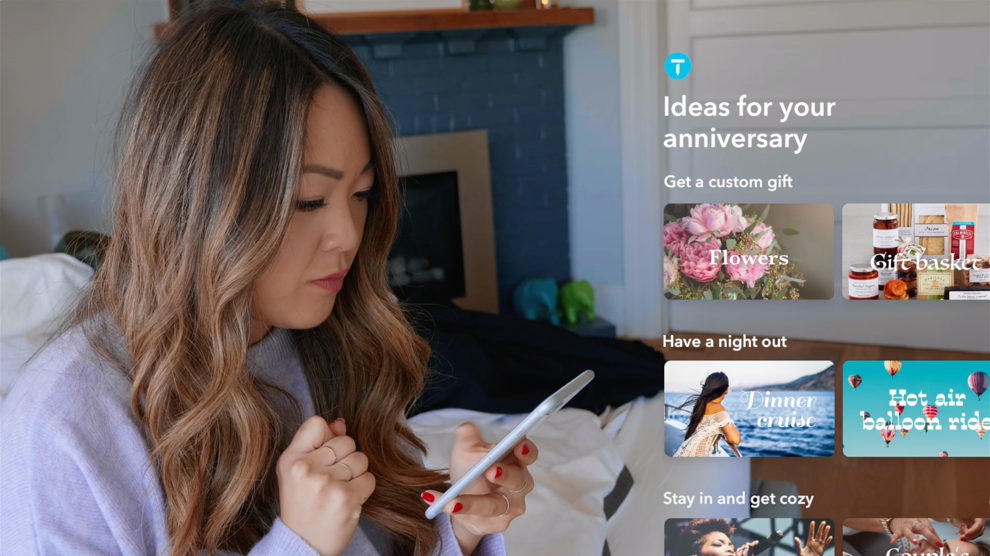 T
Ideas for your
anniversary
Get a custom gift
Flowers
Gift basket
Have a night out
Dinner
cruise
Hot air
balloon ride
Stay in and get cozy
Couple's